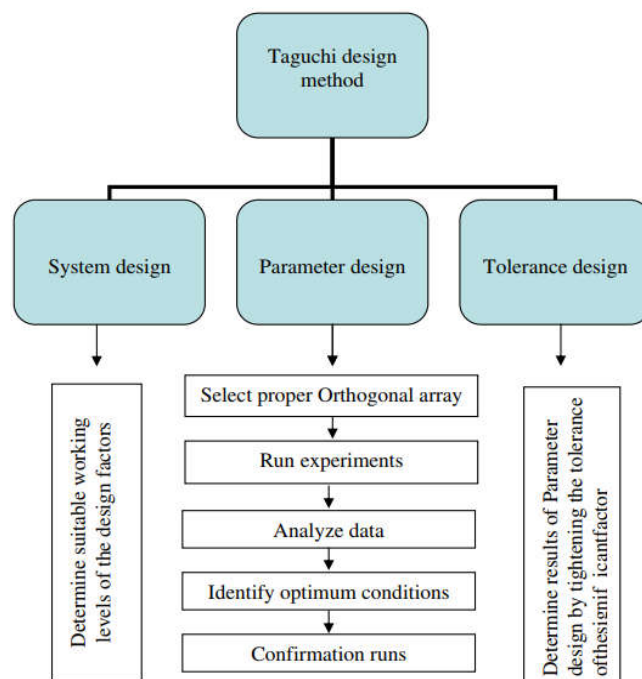 Taguchi design
method
System design
Parameter design
Tolerance design
Determine suitable working
levels of the design factors
Select proper Orthogonal array
Run experiments
Analyze data
Identify optimum conditions
Confirmation runs
Determine results of Parameter
design by tightening the tolerance
ofthesignif icantfactor